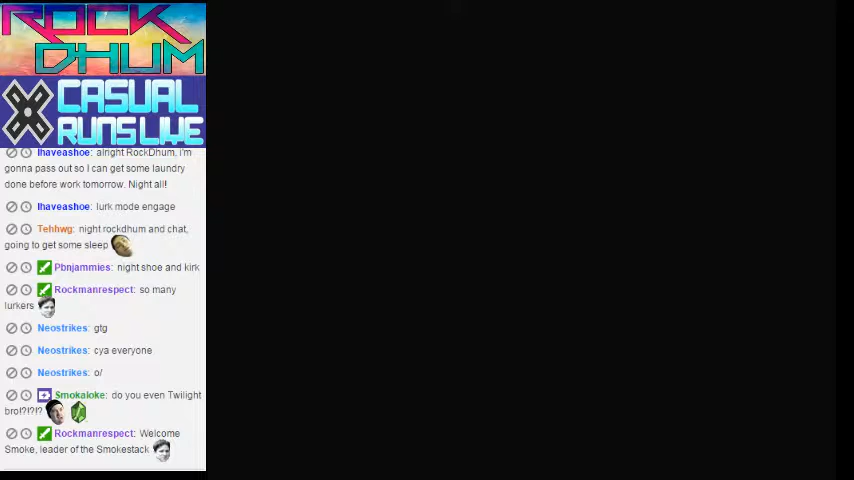 ROCK
DHUM
CASUAL
RUNS LIVE
lhaveashoe: alright RockDhum, i'm
gonna pass out so I can get some laundry
done before work tomorrow. Night all!
lhaveashoe: lurk mode engage
Tehhwg: night rockdhum and chat,
going to get some sleep
Pbnjammies: night shoe and kirk
Rockmanrespect: so many
lurkers
Neostrikes: gtg
Neostrikes: cya everyone
Neostrikes: o/
Smokaloke: do you even Twilight
bro!?!?!?
Rockmanrespect: Welcome
Smoke, leader of the Smokestack